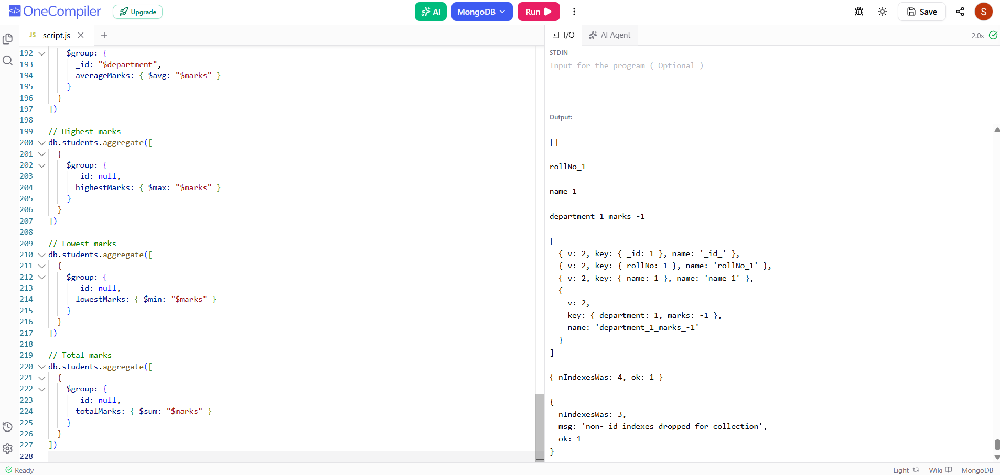 </> OneCompiler
Upgrade
AI
MongoDB
Run
Save
S
JS script.js
I/O
AI Agent
2.0s
192 $group: {
193 _id: "$department",
194 averageMarks: { $avg: "$marks" }
195 }
196 }
197 ])
198
199 // Highest marks
200 db.students.aggregate([
201 {
202 $group: {
203 _id: null,
204 highestMarks: { $max: "$marks" }
205 }
206 }
207 ])
208
209 // Lowest marks
210 db.students.aggregate([
211 {
212 $group: {
213 _id: null,
214 lowestMarks: { $min: "$marks" }
215 }
216 }
217 ])
218
219 // Total marks
220 db.students.aggregate([
221 {
222 $group: {
223 _id: null,
224 totalMarks: { $sum: "$marks" }
225 }
226 }
227 ])
228
STDIN
Input for the program ( Optional )
Output:
[]
rollNo_1
name_1
department_1_marks_-1
[
{ v: 2, key: { _id: 1 }, name: '_id_' },
{ v: 2, key: { rollNo: 1 }, name: 'rollNo_1' },
{ v: 2, key: { name: 1 }, name: 'name_1' },
{
v: 2,
key: { department: 1, marks: -1 },
name: 'department_1_marks_-1'
}
]
{ nIndexesWas: 4, ok: 1 }
{
nIndexesWas: 3,
msg: 'non-_id indexes dropped for collection',
ok: 1
}
Ready
Light
Wiki
MongoDB